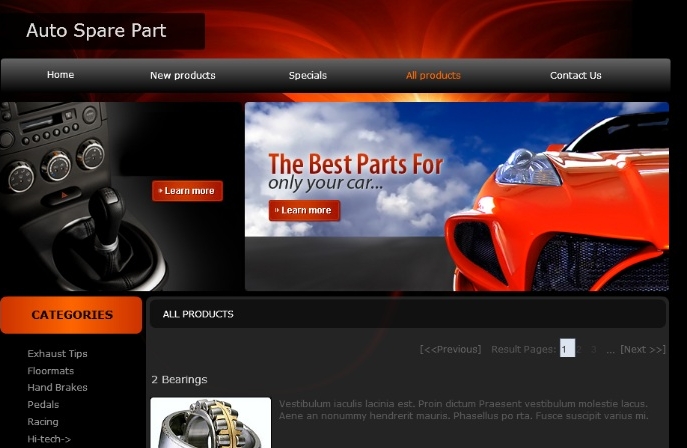 Auto Spare Part
Home New products Specials All products Contact Us
» Learn more
The Best Parts For
only your car...
» Learn more
CATEGORIES
ALL PRODUCTS
[<<Previous] Result Pages: 1 2 3 ... [Next >>]
Exhaust Tips
Floormats
Hand Brakes
Pedals
Racing
Hi-tech->
2 Bearings
Vestibulum iaculis lacinia est. Proin dictum Praesent vestibulum molestie lacus.
Aene an nonummy hendrerit mauris. Phasellus po rta. Fusce suscipit varius mi.